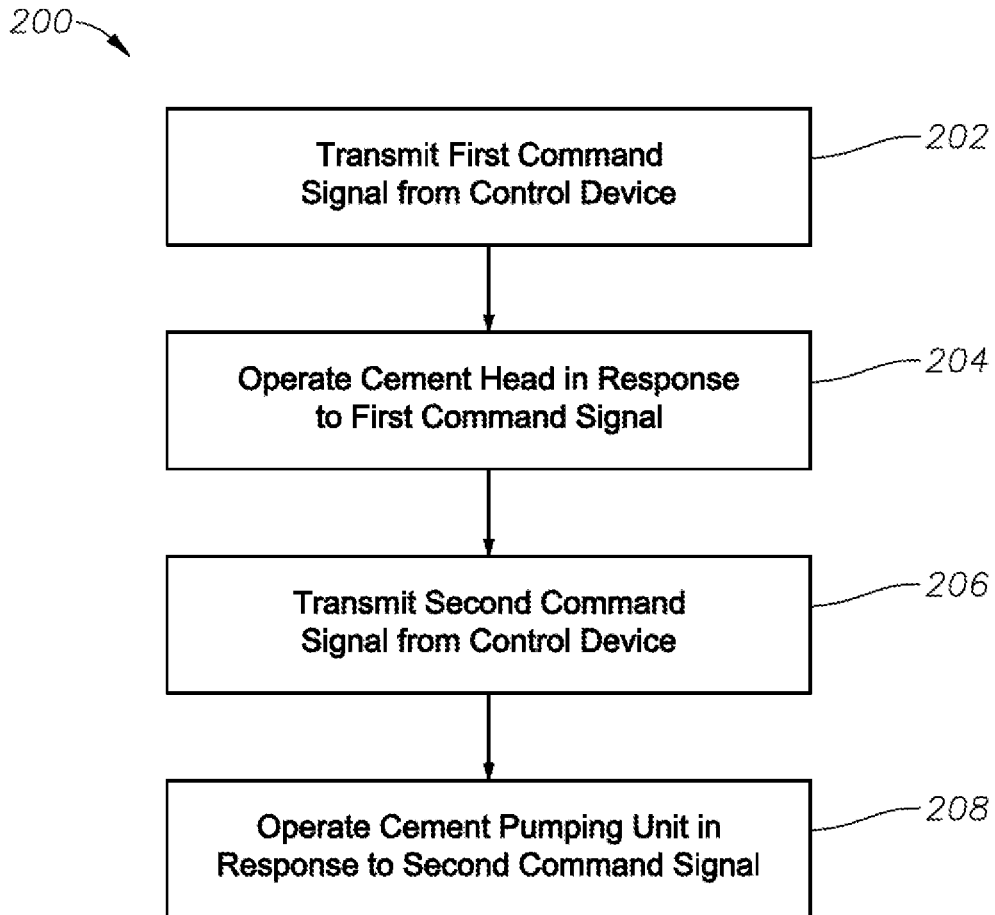 200
Transmit First Command
Signal from Control Device
202
Operate Cement Head in Response
to First Command Signal
204
Transmit Second Command
Signal from Control Device
206
Operate Cement Pumping Unit in
Response to Second Command Signal
208